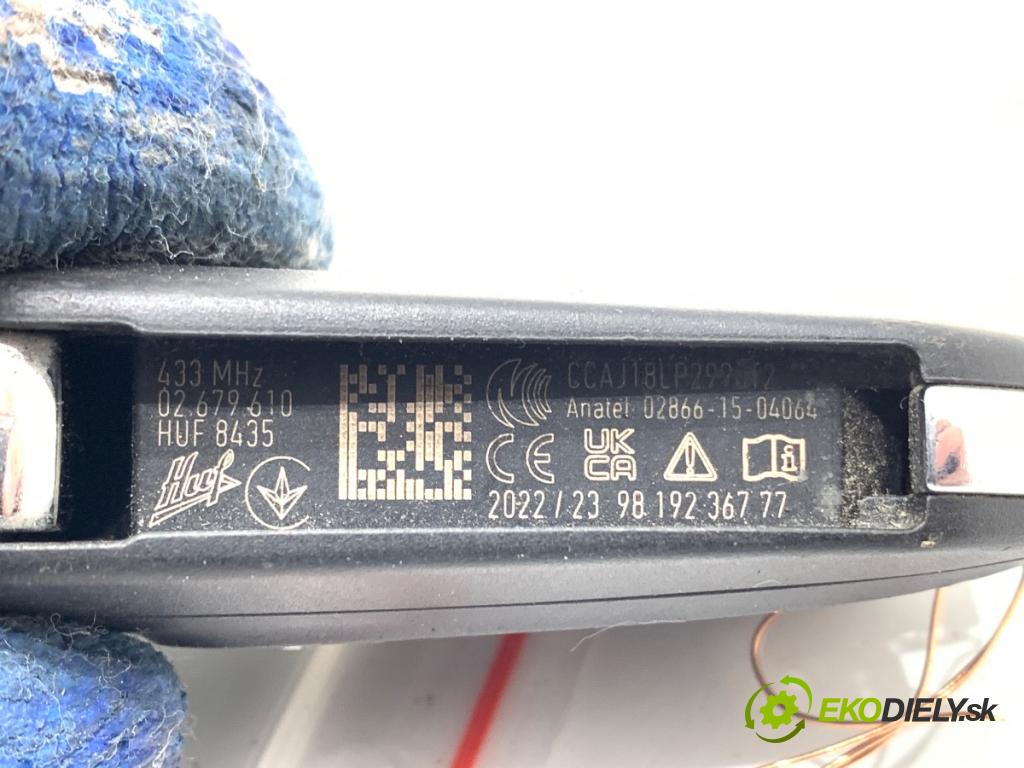 433 MHz
02.679.610
HUF 8435
Huf
Anatel 02866-15-04064
CE
UK
CA
2022/23 98 192 367 77
EKODIELY.sk